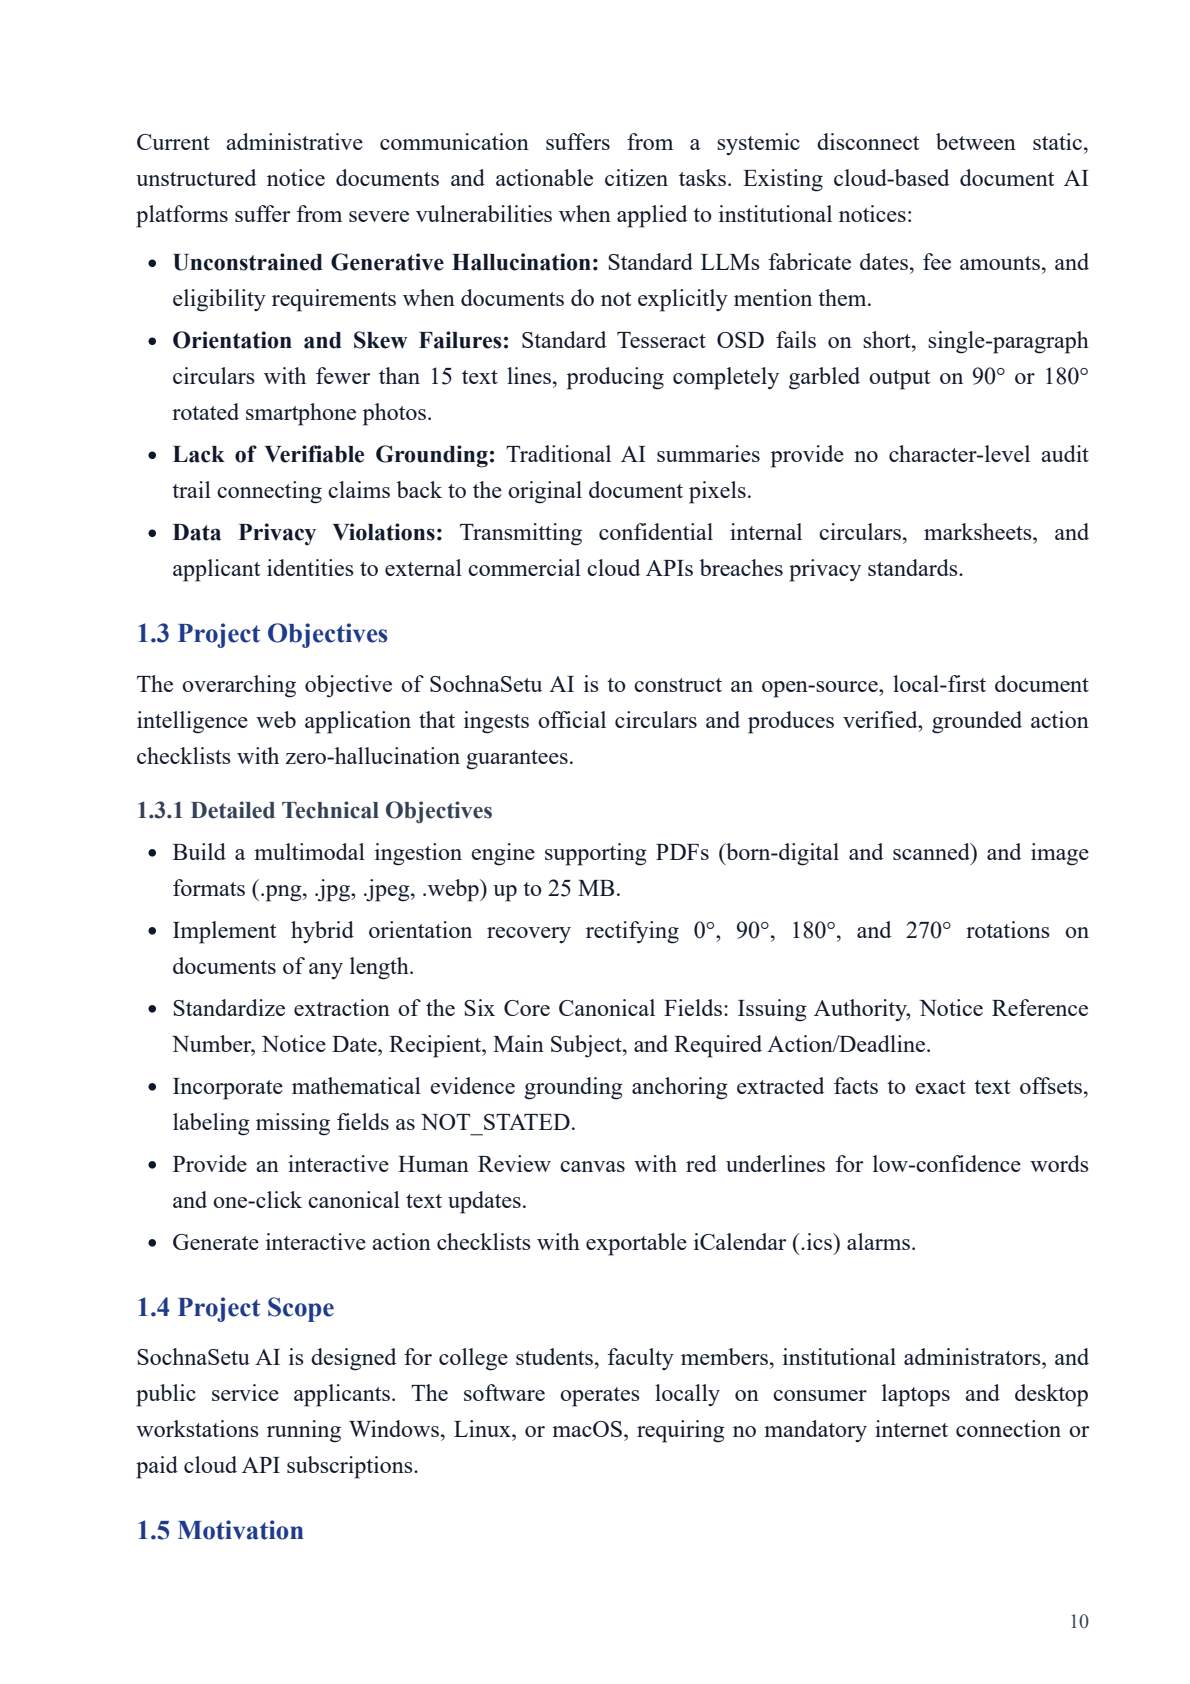 Current administrative communication suffers from a systemic disconnect between static,
unstructured notice documents and actionable citizen tasks. Existing cloud-based document AI
platforms suffer from severe vulnerabilities when applied to institutional notices:
• Unconstrained Generative Hallucination: Standard LLMs fabricate dates, fee amounts, and
eligibility requirements when documents do not explicitly mention them.
• Orientation and Skew Failures: Standard Tesseract OSD fails on short, single-paragraph
circulars with fewer than 15 text lines, producing completely garbled output on 90° or 180°
rotated smartphone photos.
• Lack of Verifiable Grounding: Traditional AI summaries provide no character-level audit
trail connecting claims back to the original document pixels.
• Data Privacy Violations: Transmitting confidential internal circulars, marksheets, and
applicant identities to external commercial cloud APIs breaches privacy standards.
1.3 Project Objectives
The overarching objective of SochnaSetu AI is to construct an open-source, local-first document
intelligence web application that ingests official circulars and produces verified, grounded action
checklists with zero-hallucination guarantees.
1.3.1 Detailed Technical Objectives
• Build a multimodal ingestion engine supporting PDFs (born-digital and scanned) and image
formats (.png, .jpg, .jpeg, .webp) up to 25 MB.
• Implement hybrid orientation recovery rectifying 0°, 90°, 180°, and 270° rotations on
documents of any length.
• Standardize extraction of the Six Core Canonical Fields: Issuing Authority, Notice Reference
Number, Notice Date, Recipient, Main Subject, and Required Action/Deadline.
• Incorporate mathematical evidence grounding anchoring extracted facts to exact text offsets,
labeling missing fields as NOT_STATED.
• Provide an interactive Human Review canvas with red underlines for low-confidence words
and one-click canonical text updates.
• Generate interactive action checklists with exportable iCalendar (.ics) alarms.
1.4 Project Scope
SochnaSetu AI is designed for college students, faculty members, institutional administrators, and
public service applicants. The software operates locally on consumer laptops and desktop
workstations running Windows, Linux, or macOS, requiring no mandatory internet connection or
paid cloud API subscriptions.
1.5 Motivation
10